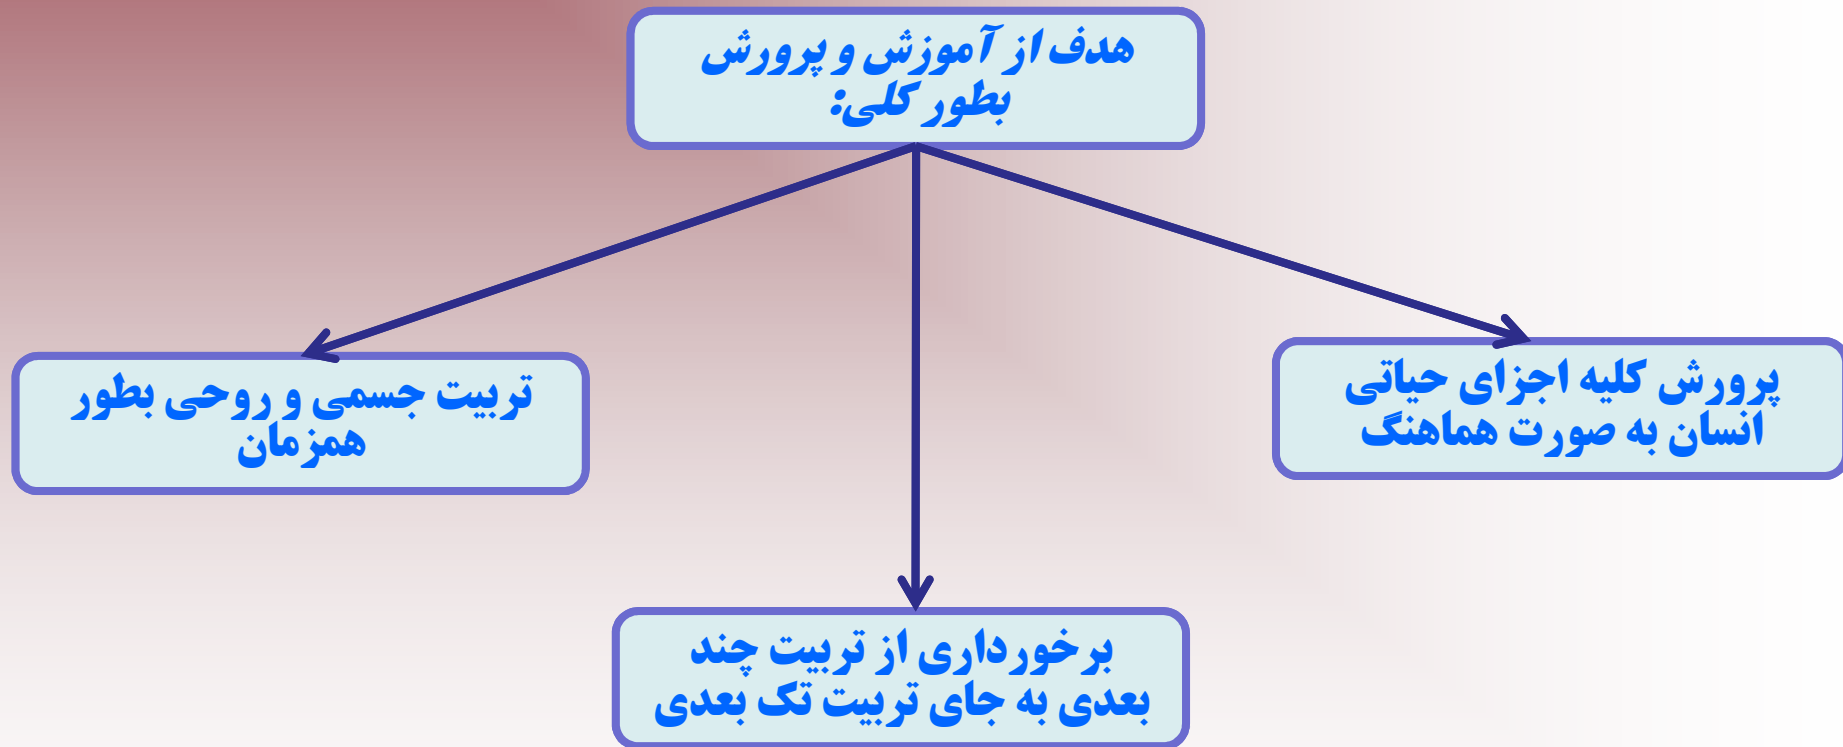 هدف از آموزش و پرورش
بطور کلی:
پرورش کلیه اجزای حیاتی
انسان به صورت هماهنگ
تربیت جسمی و روحی بطور
همزمان
برخورداری از تربیت چند
بعدی به جای تربیت تک بعدی